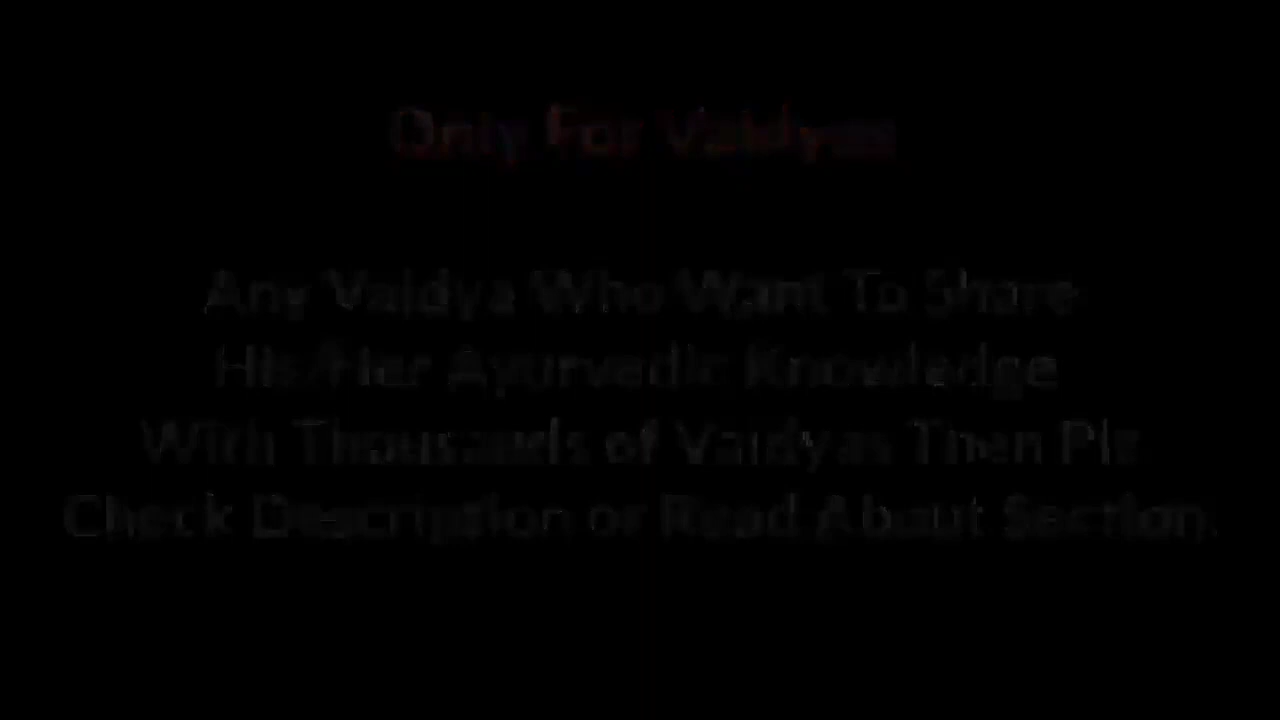 Only For Vaidyas
Any Vaidya Who Want To Share
His/Her Ayurvedic Knowledge
With Thousands of Vaidyas Then Plz
Check Description or Read About Section.